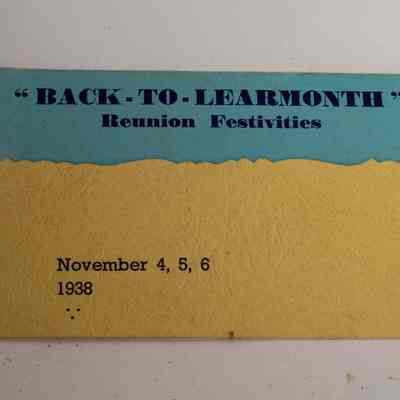 “BACK-TO-LEARMONTH”
Reunion Festivities
November 4, 5, 6
1938